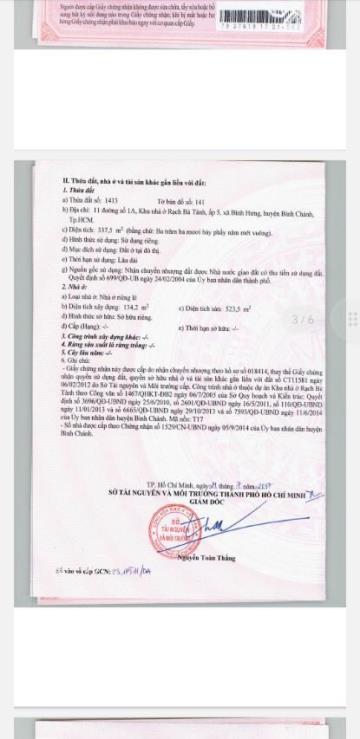 Người được cấp Giấy chứng nhận không được sửa chữa, tẩy xóa hoặc bổ
sung bất kỳ nội dung nào trong Giấy chứng nhận; khi bị mất hoặc hư
hỏng Giấy chứng nhận phải khai báo ngay với cơ quan cấp Giấy.
II. Thửa đất, nhà ở và tài sản khác gắn liền với đất:
1. Thửa đất
a) Thửa đất số: 1413 Tờ bản đồ số: 141
b) Địa chỉ: 11 đường số 1A, Khu nhà ở Rạch Bà Tánh, ấp 5, xã Bình Hưng, huyện Bình Chánh,
Tp.HCM.
c) Diện tích: 337,5 m² (bằng chữ: Ba trăm ba mươi bảy phẩy năm mét vuông).
d) Hình thức sử dụng: Sử dụng riêng.
đ) Mục đích sử dụng: Đất ở tại đô thị.
e) Thời hạn sử dụng: Lâu dài
g) Nguồn gốc sử dụng: Nhận chuyển nhượng đất được Nhà nước giao đất có thu tiền sử dụng đất.
Quyết định số 699/QĐ-UB ngày 24/02/2004 của Ủy ban nhân dân thành phố.
2. Nhà ở:
a) Loại nhà ở: Nhà ở riêng lẻ
b) Diện tích xây dựng: 134,2 m² c) Diện tích sàn: 523,5 m²
d) Hình thức sở hữu: Sở hữu riêng.
đ) Cấp (Hạng): -/- e) Thời hạn sở hữu: -/-
3. Công trình xây dựng khác: -/-
4. Rừng sản xuất là rừng trồng: -/-
5. Cây lâu năm: -/-
6. Ghi chú:
- Giấy chứng nhận này được cấp do nhận chuyển nhượng theo hồ sơ số 018414, thay thế Giấy chứng
nhận quyền sử dụng đất, quyền sở hữu nhà ở và tài sản khác gắn liền với đất số CT11581 ngày
06/02/2012 do Sở Tài nguyên và Môi trường cấp. Công trình nhà ở thuộc dự án Khu nhà ở Rạch Bà
Tánh theo Công văn số 1467/QHKT-ĐB2 ngày 06/7/2005 của Sở Quy hoạch và Kiến trúc; Quyết
định số 3696/QĐ-UBND ngày 25/6/2010, số 2601/QĐ-UBND ngày 16/5/2011, số 110/QĐ-UBND
ngày 11/01/2013 và số 6665/QĐ-UBND ngày 29/10/2013 và số 7593/QĐ-UBND ngày 11/6/2014
của Ủy ban nhân dân huyện Bình Chánh. Mã nền: T17
- Số nhà được cấp theo Chứng nhận số 1529/CN-UBND ngày 05/9/2014 của Ủy ban nhân dân huyện
Bình Chánh.
3/6
TP. Hồ Chí Minh, ngày tháng năm
SỞ TÀI NGUYÊN VÀ MÔI TRƯỜNG THÀNH PHỐ HỒ CHÍ MINH
GIÁM ĐỐC
SỞ
TÀI NGUYÊN
VÀ MÔI TRƯỜNG
Nguyễn Toàn Thắng
Số vào sổ cấp GCN: